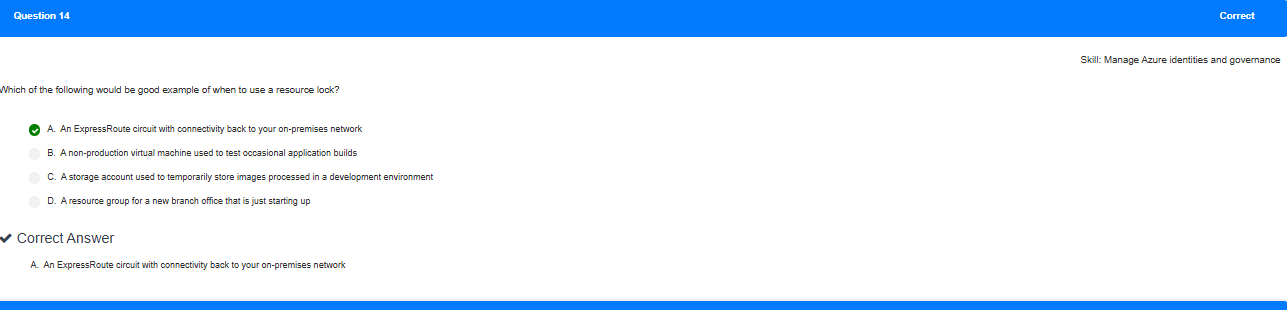 Question 14 Correct
Skill: Manage Azure identities and governance
Which of the following would be good example of when to use a resource lock?
A. An ExpressRoute circuit with connectivity back to your on-premises network
B. A non-production virtual machine used to test occasional application builds
C. A storage account used to temporarily store images processed in a development environment
D. A resource group for a new branch office that is just starting up
Correct Answer
A. An ExpressRoute circuit with connectivity back to your on-premises network